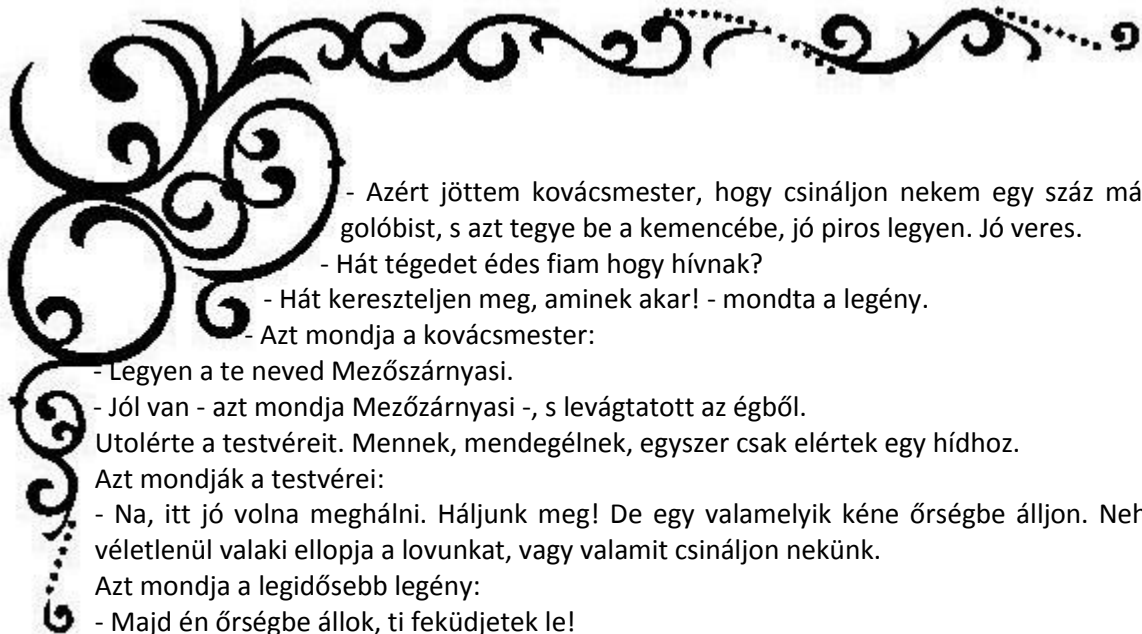 - Azért jöttem kovácsmester, hogy csináljon nekem egy száz má
golóbist, s azt tegye be a kemencébe, jó piros legyen. Jó veres.
- Hát tégedet édes fiam hogy hívnak?
- Hát kereszteljen meg, aminek akar! - mondta a legény.
- Azt mondja a kovácsmester:
- Legyen a te neved Mezőszárnyasi.
- Jól van - azt mondja Mezőzárnyasi -, s levágtatott az égből.
Utolérte a testvéreit. Mennek, mendegélnek, egyszer csak elértek egy hídhoz.
Azt mondják a testvérei:
- Na, itt jó volna meghálni. Háljunk meg! De egy valamelyik kéne őrségbe álljon. Neh
véletlenül valaki ellopja a lovunkat, vagy valamit csináljon nekünk.
Azt mondja a legidősebb legény:
- Majd én őrségbe állok, ti feküdjetek le!